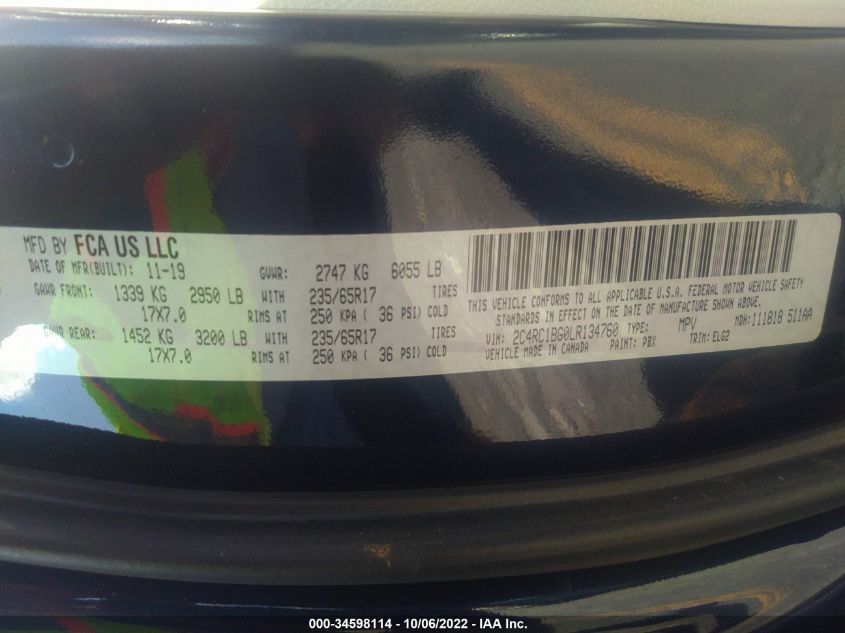 MFD BY FCA US LLC
DATE OF MFR(BUILT): 11-19 GVWR: 2747 KG 6055 LB
GAWR FRONT: 1339 KG 2950 LB WITH 235/65R17 TIRES
17X7.0 RIMS AT 250 KPA ( 36 PSI) COLD
GAWR REAR: 1452 KG 3200 LB WITH 235/65R17 TIRES
17X7.0 RIMS AT 250 KPA ( 36 PSI) COLD
THIS VEHICLE CONFORMS TO ALL APPLICABLE U.S.A. FEDERAL MOTOR VEHICLE SAFETY
STANDARDS IN EFFECT ON THE DATE OF MANUFACTURE SHOWN ABOVE.
VIN: 2C4RC1BG0LR134760 TYPE: MPV MDH: 111818 511AA
VEHICLE MADE IN CANADA PAINT: PBX TRIM: ELG2
000-34598114 - 10/06/2022 - IAA Inc.